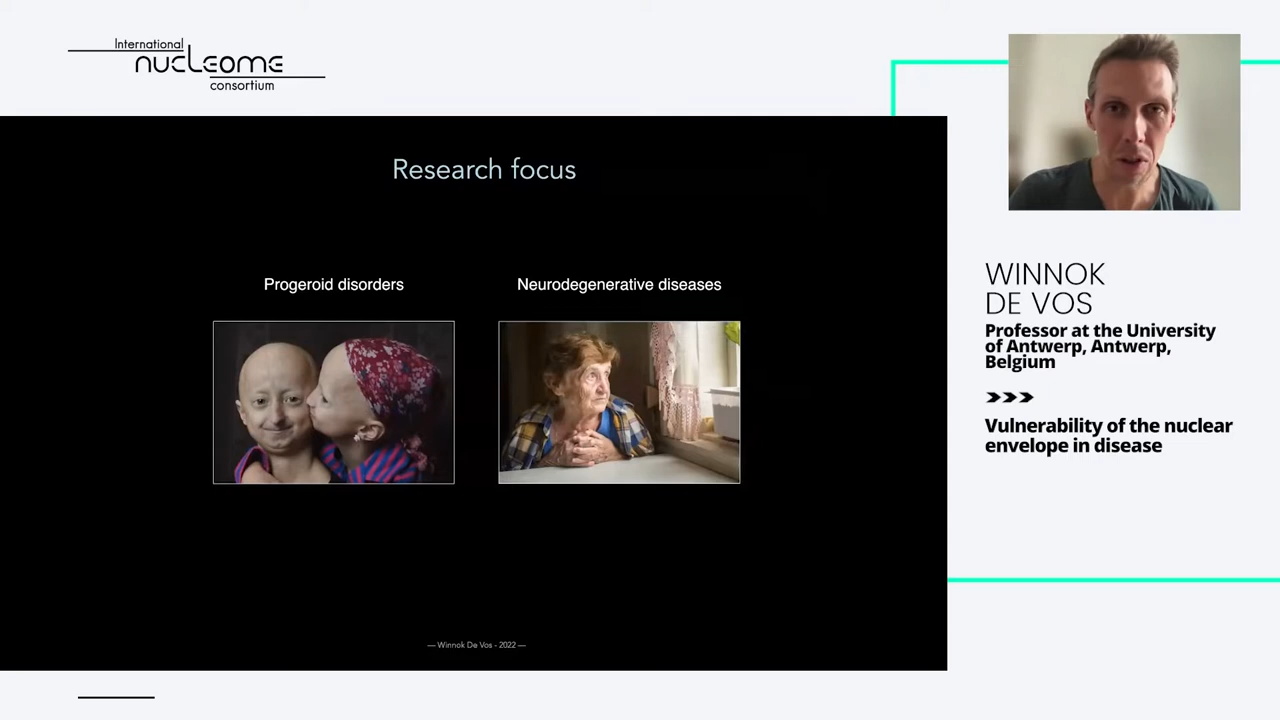 International
nucleome
consortium
Research focus
Progeroid disorders
Neurodegenerative diseases
— Winnok De Vos - 2022 —
WINNOK
DE VOS
Professor at the University
of Antwerp, Antwerp,
Belgium
Vulnerability of the nuclear
envelope in disease